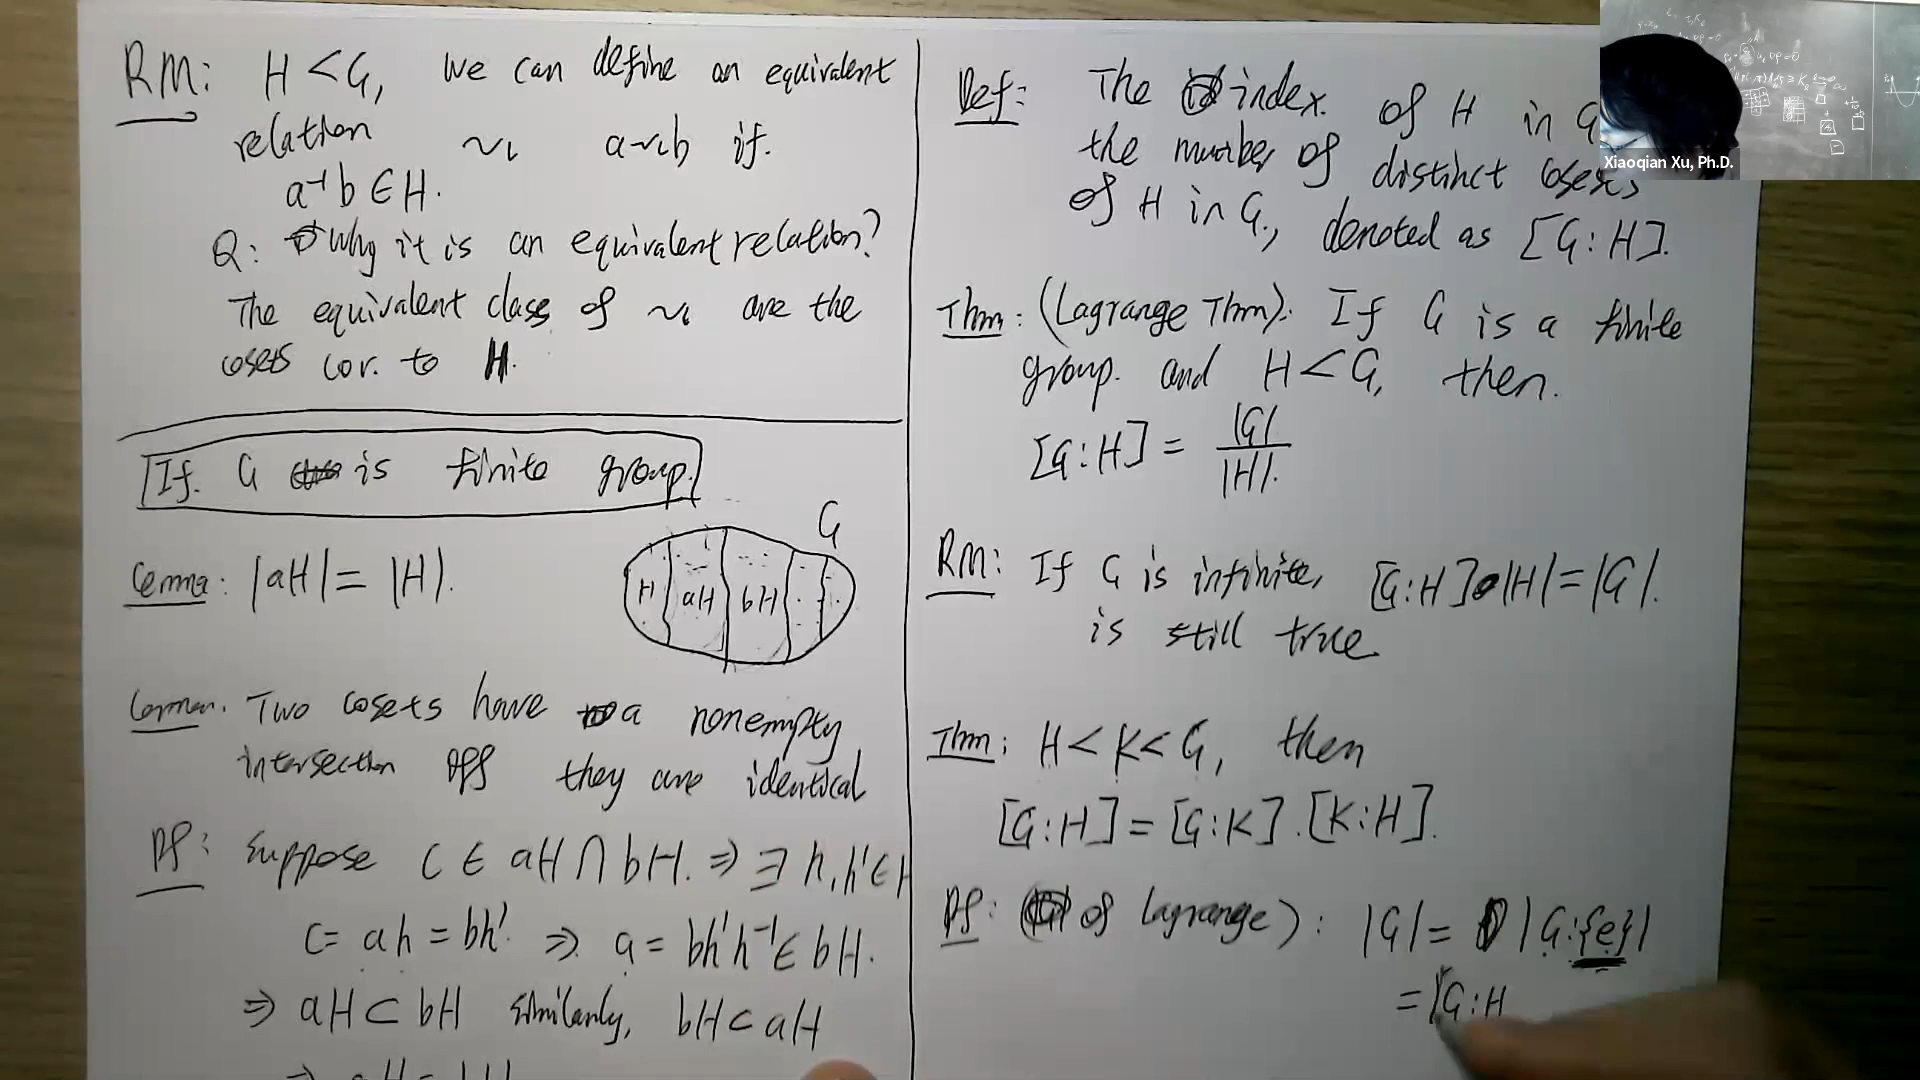 RM: H < G, we can define an equivalent
relation ~L a~Lb if.
a⁻¹b ∈ H.
Q: Why it is an equivalent relation?
The equivalent class of ~L are the
cosets cor. to H.
If. G is finite group.
Lemma: |aH| = |H|.
G
H aH bH
Two cosets have a nonempty
intersection iff they are identical
Pf: Suppose C ∈ aH ∩ bH. ⇒ ∃ h, h' ∈ H
C = ah = bh'. ⇒ a = bh'h⁻¹ ∈ bH.
⇒ aH ⊂ bH Similarly, bH ⊂ aH
Def: The index. of H in G
the number of distinct cosets
of H in G, denoted as [G:H].
Thm: (Lagrange Thm). If G is a finite
group. and H < G, then.
[G:H] = |G| / |H|.
RM: If G is infinite, [G:H]·|H| = |G|.
is still true
Thm: H < K < G, then
[G:H] = [G:K].[K:H].
Pf: (of Lagrange): |G| = |G:{e}|
= |G:H
Xiaoqian Xu, Ph.D.